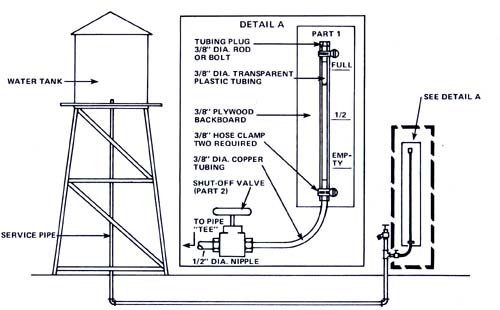 DETAIL A
PART 1
TUBING PLUG
3/8" DIA. ROD
OR BOLT
FULL
3/8" DIA. TRANSPARENT
PLASTIC TUBING
WATER TANK
SEE DETAIL A
3/8" PLYWOOD
BACKBOARD
1/2
3/8" HOSE CLAMP
TWO REQUIRED
3/8" DIA. COPPER
TUBING
EMP-
TY
SHUT-OFF VALVE
(PART 2)
TO PIPE
"TEE"
SERVICE PIPE
1/2" DIA. NIPPLE